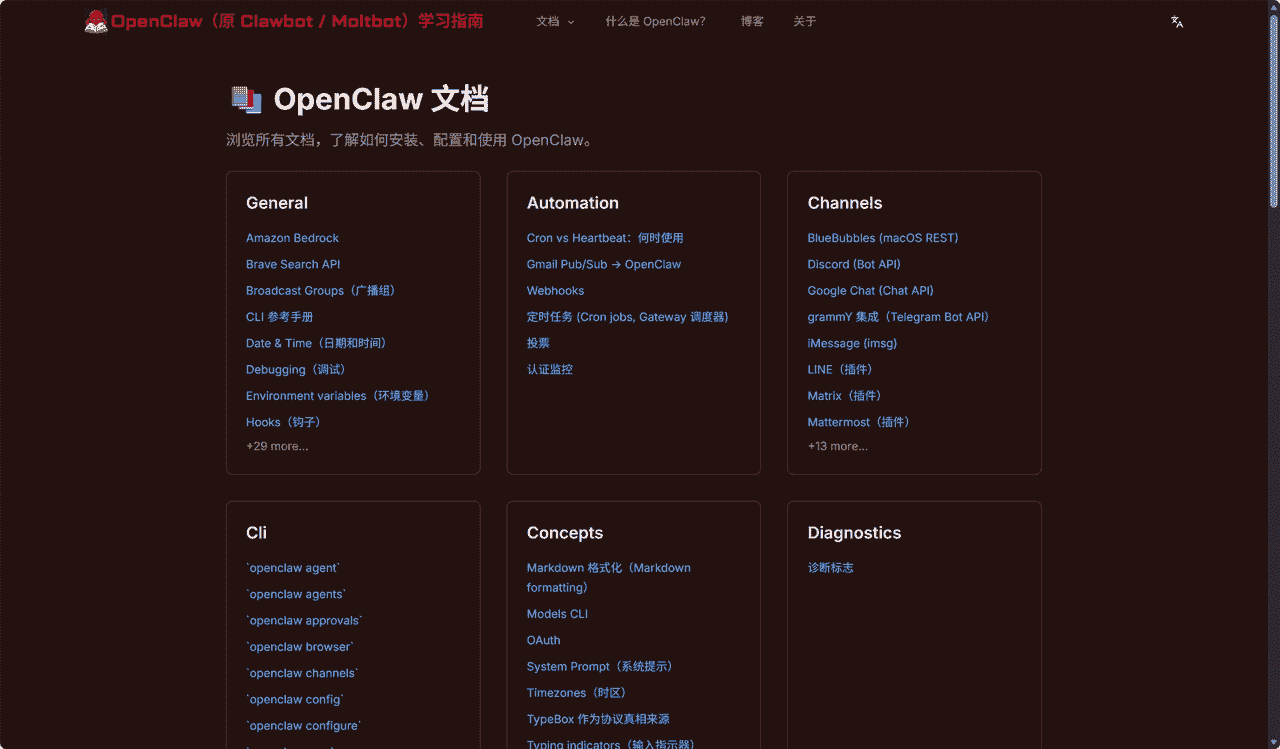 OpenClaw（原 Clawbot / Moltbot）学习指南
文档
什么是 OpenClaw?
博客
关于
OpenClaw 文档
浏览所有文档，了解如何安装、配置和使用 OpenClaw。
General
Amazon Bedrock
Brave Search API
Broadcast Groups（广播组）
CLI 参考手册
Date & Time（日期和时间）
Debugging（调试）
Environment variables（环境变量）
Hooks（钩子）
+29 more...
Automation
Cron vs Heartbeat：何时使用
Gmail Pub/Sub → OpenClaw
Webhooks
定时任务 (Cron jobs, Gateway 调度器)
投票
认证监控
Channels
BlueBubbles (macOS REST)
Discord (Bot API)
Google Chat (Chat API)
grammY 集成（Telegram Bot API）
iMessage (imsg)
LINE（插件）
Matrix（插件）
Mattermost（插件）
+13 more...
Cli
`openclaw agent`
`openclaw agents`
`openclaw approvals`
`openclaw browser`
`openclaw channels`
`openclaw config`
`openclaw configure`
Concepts
Markdown 格式化（Markdown
formatting）
Models CLI
OAuth
System Prompt（系统提示）
Timezones（时区）
TypeBox 作为协议真相来源
Typing indicators（输入指示器）
Diagnostics
诊断标志